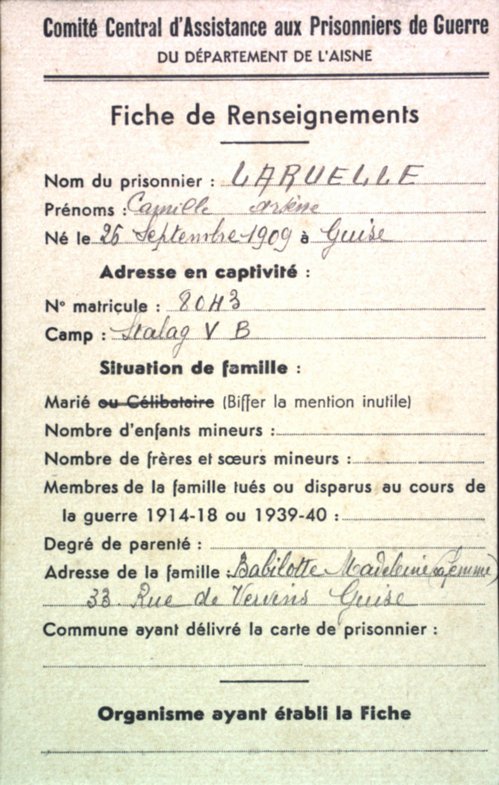 Comité Central d'Assistance aux Prisonniers de Guerre
DU DÉPARTEMENT DE L'AISNE
Fiche de Renseignements
Nom du prisonnier : LARUELLE
Prénoms : Camille Arsène
Né le 25 Septembre 1909 à Guise
Adresse en captivité :
N° matricule : 8043
Camp : Stalag V B
Situation de famille :
Marié ou Célibataire (Biffer la mention inutile)
Nombre d'enfants mineurs :
Nombre de frères et sœurs mineurs :
Membres de la famille tués ou disparus au cours de
la guerre 1914-18 ou 1939-40 :
Degré de parenté :
Adresse de la famille : Babilotte Madeleine (sa femme)
33 Rue de Vervins Guise
Commune ayant délivré la carte de prisonnier :
Organisme ayant établi la Fiche